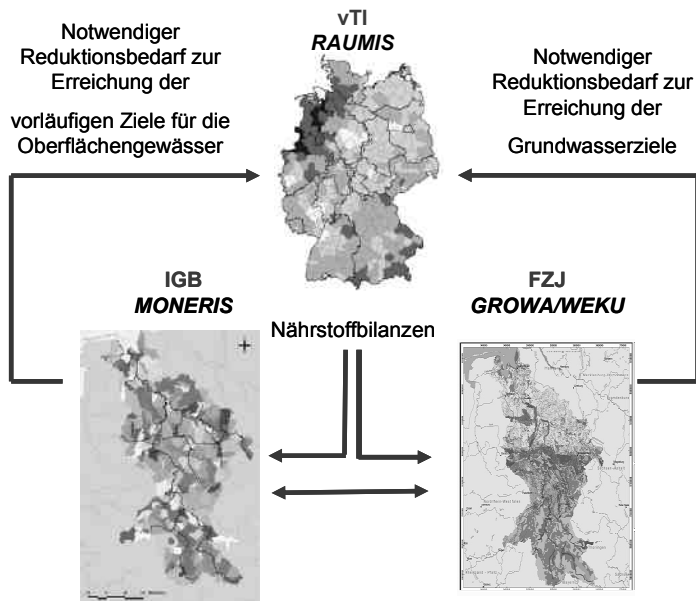 vTI
RAUMIS
Notwendiger
Reduktionsbedarf zur
Erreichung der
vorläufigen Ziele für die
Oberflächengewässer
Notwendiger
Reduktionsbedarf zur
Erreichung der
Grundwasserziele
IGB
MONERIS
FZJ
GROWA/WEKU
Nährstoffbilanzen